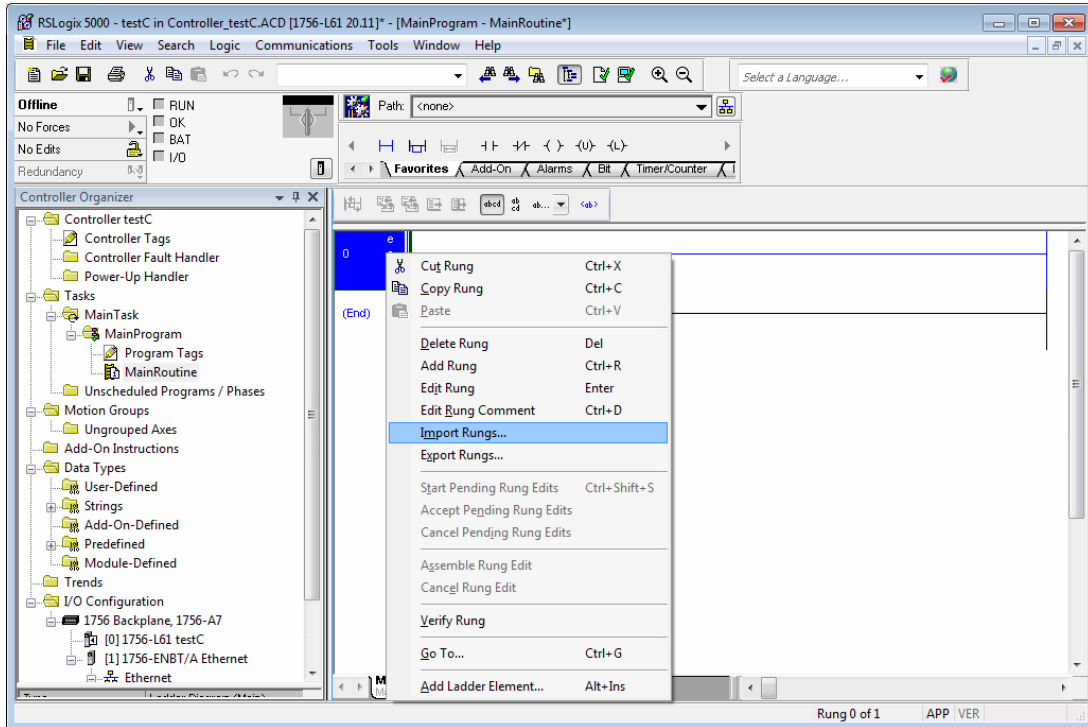 RSLogix 5000 - testC in Controller_testC.ACD [1756-L61 20.11]* - [MainProgram - MainRoutine*]
File Edit View Search Logic Communications Tools Window Help
Select a Language...
Offline
RUN
No Forces
OK
No Edits
BAT
Redundancy
I/O
Path: <none>
Favorites Add-On Alarms Bit Timer/Counter
Controller Organizer
Controller testC
Controller Tags
Controller Fault Handler
Power-Up Handler
Tasks
MainTask
MainProgram
Program Tags
MainRoutine
Unscheduled Programs / Phases
Motion Groups
Ungrouped Axes
Add-On Instructions
Data Types
User-Defined
Strings
Add-On-Defined
Predefined
Module-Defined
Trends
I/O Configuration
1756 Backplane, 1756-A7
[0] 1756-L61 testC
[1] 1756-ENBT/A Ethernet
Ethernet
0
e
(End)
Cut Rung Ctrl+X
Copy Rung Ctrl+C
Paste Ctrl+V
Delete Rung Del
Add Rung Ctrl+R
Edit Rung Enter
Edit Rung Comment Ctrl+D
Import Rungs...
Export Rungs...
Start Pending Rung Edits Ctrl+Shift+S
Accept Pending Rung Edits
Cancel Pending Rung Edits
Assemble Rung Edit
Cancel Rung Edit
Verify Rung
Go To... Ctrl+G
Add Ladder Element... Alt+Ins
Rung 0 of 1 APP VER